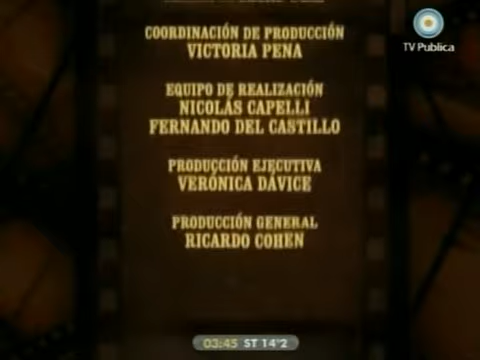 TV Publica
COORDINACIÓN DE PRODUCCIÓN
VICTORIA PENA
EQUIPO DE REALIZACIÓN
NICOLÁS CAPELLI
FERNANDO DEL CASTILLO
PRODUCCIÓN EJECUTIVA
VERÓNICA DÁVICE
PRODUCCIÓN GENERAL
RICARDO COHEN
03:45 ST 14°2